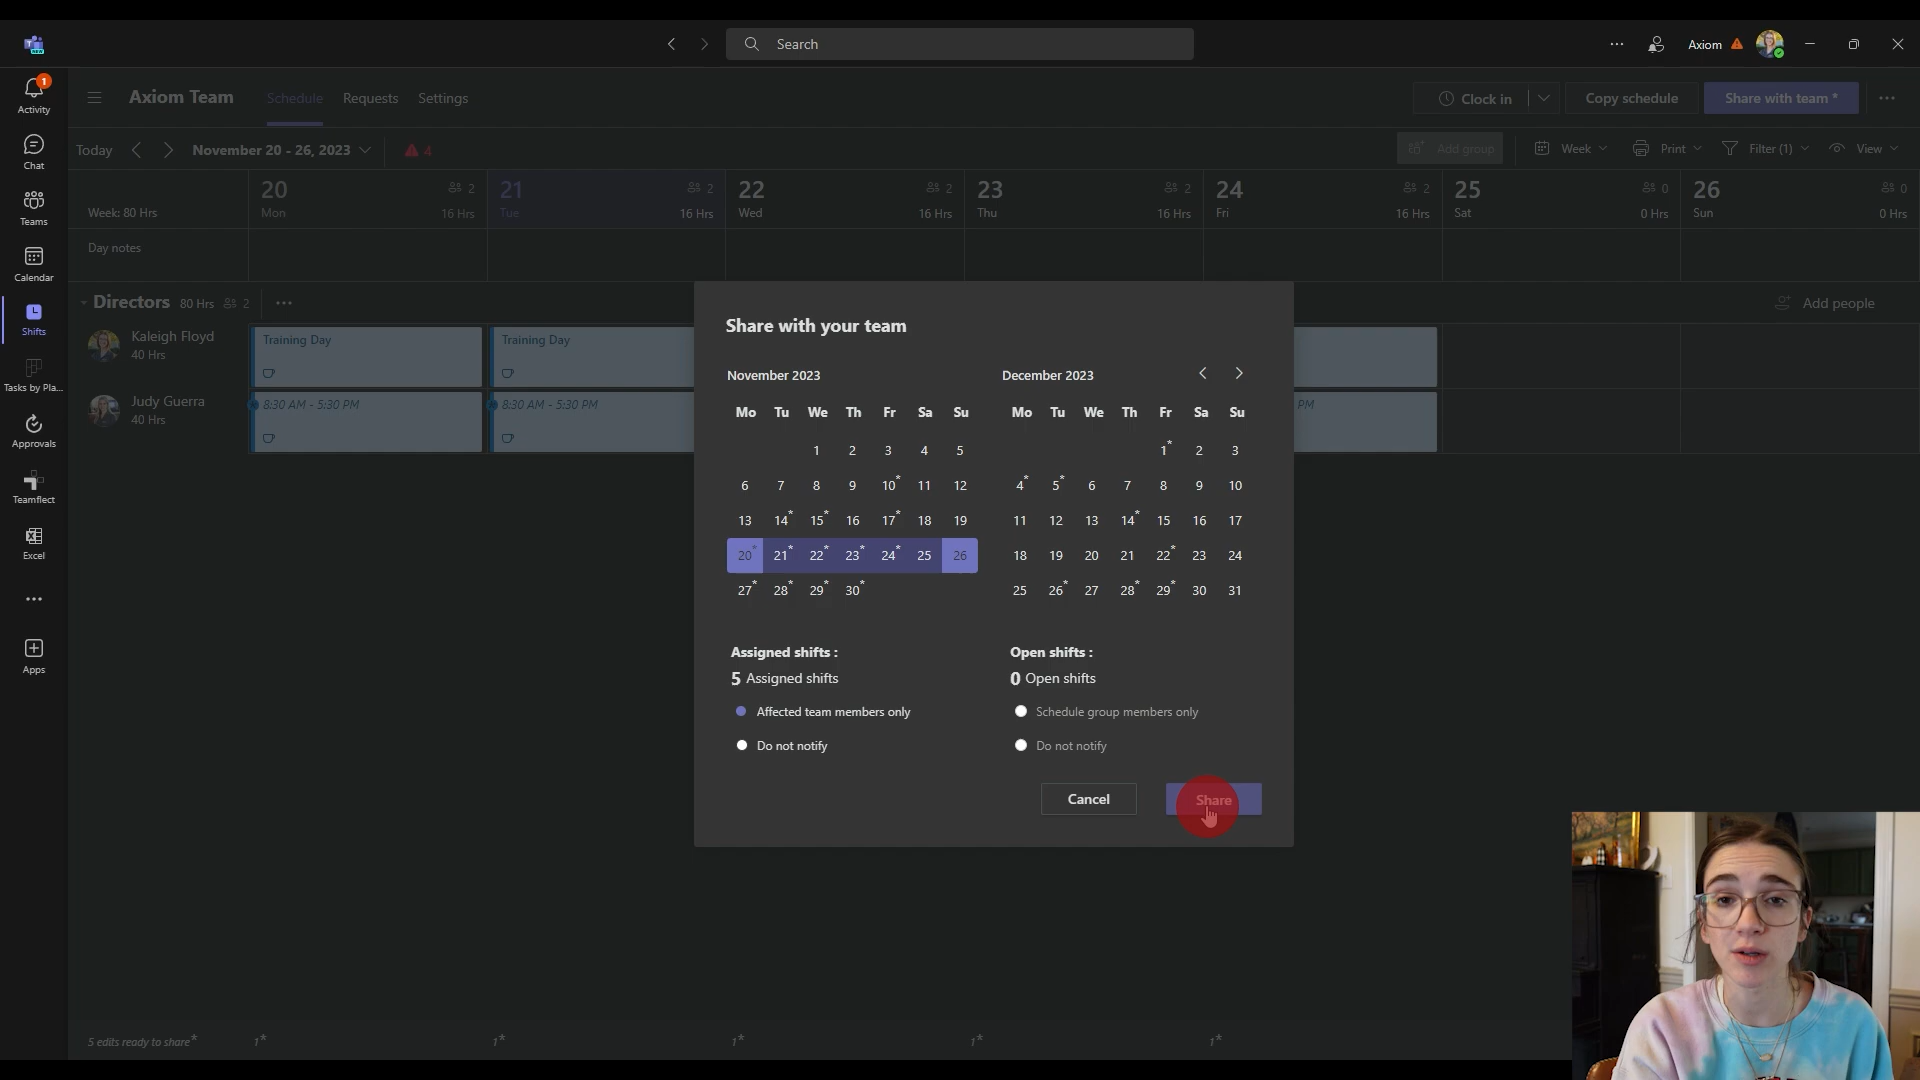 Search
Axiom
Activity
1
Chat
Teams
Calendar
Shifts
Tasks by Pla...
Approvals
Teamflect
Excel
Apps
Axiom Team
Schedule
Requests
Settings
Clock in
Copy schedule
Share with team *
Today
November 20 - 26, 2023
4
Add group
Week
Print
Filter (1)
View
Week: 80 Hrs
20 2
Mon 16 Hrs
21 2
Tue 16 Hrs
22 2
Wed 16 Hrs
23 2
Thu 16 Hrs
24 2
Fri 16 Hrs
25 0
Sat 0 Hrs
26 0
Sun 0 Hrs
Day notes
Directors 80 Hrs 2
Add people
Kaleigh Floyd
40 Hrs
Training Day
Training Day
Judy Guerra
40 Hrs
8:30 AM - 5:30 PM
8:30 AM - 5:30 PM
PM
Share with your team
November 2023
Mo Tu We Th Fr Sa Su
1 2 3 4 5
6 7 8 9 10* 11 12
13 14* 15* 16 17* 18 19
20* 21* 22* 23* 24* 25 26
27* 28* 29* 30*
December 2023
Mo Tu We Th Fr Sa Su
1* 2 3
4* 5* 6 7 8 9 10
11 12 13 14* 15 16 17
18 19 20 21 22* 23 24
25 26* 27 28* 29* 30 31
Assigned shifts :
5 Assigned shifts
Affected team members only
Do not notify
Open shifts :
0 Open shifts
Schedule group members only
Do not notify
Cancel
Share
5 edits ready to share*
1* 1* 1* 1* 1*